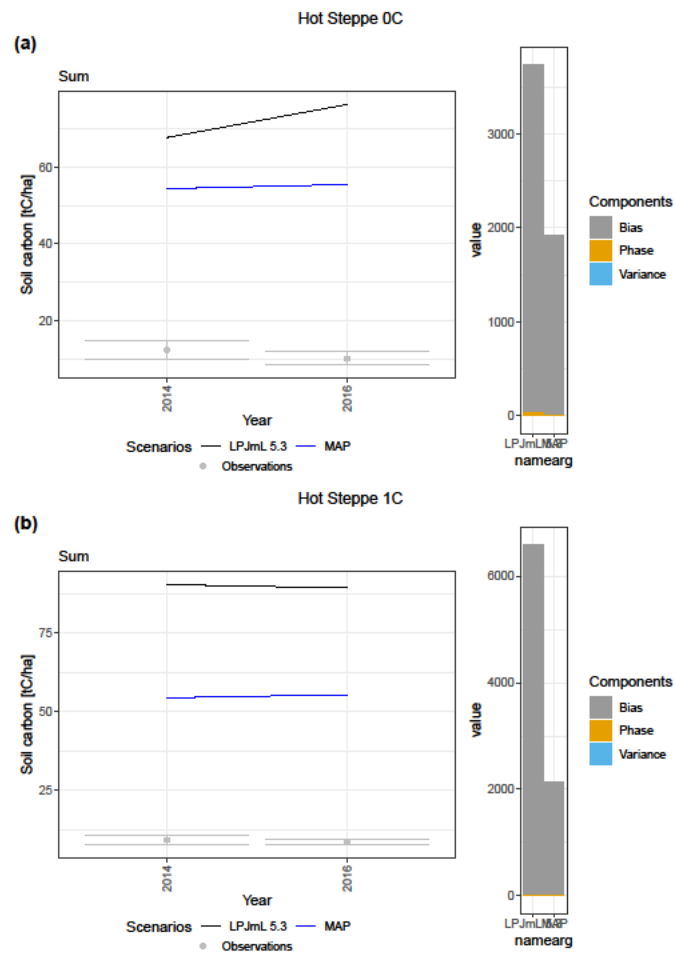 Hot Steppe 0C
(a)
Sum
Soil carbon [tC/ha]
60
40
20
2014
2016
Year
Scenarios LPJmL 5.3 MAP
Observations
value
3000
2000
1000
0
namearg
Components
Bias
Phase
Variance
Hot Steppe 1C
(b)
Sum
Soil carbon [tC/ha]
75
50
25
2014
2016
Year
Scenarios LPJmL 5.3 MAP
Observations
value
6000
4000
2000
0
namearg
Components
Bias
Phase
Variance